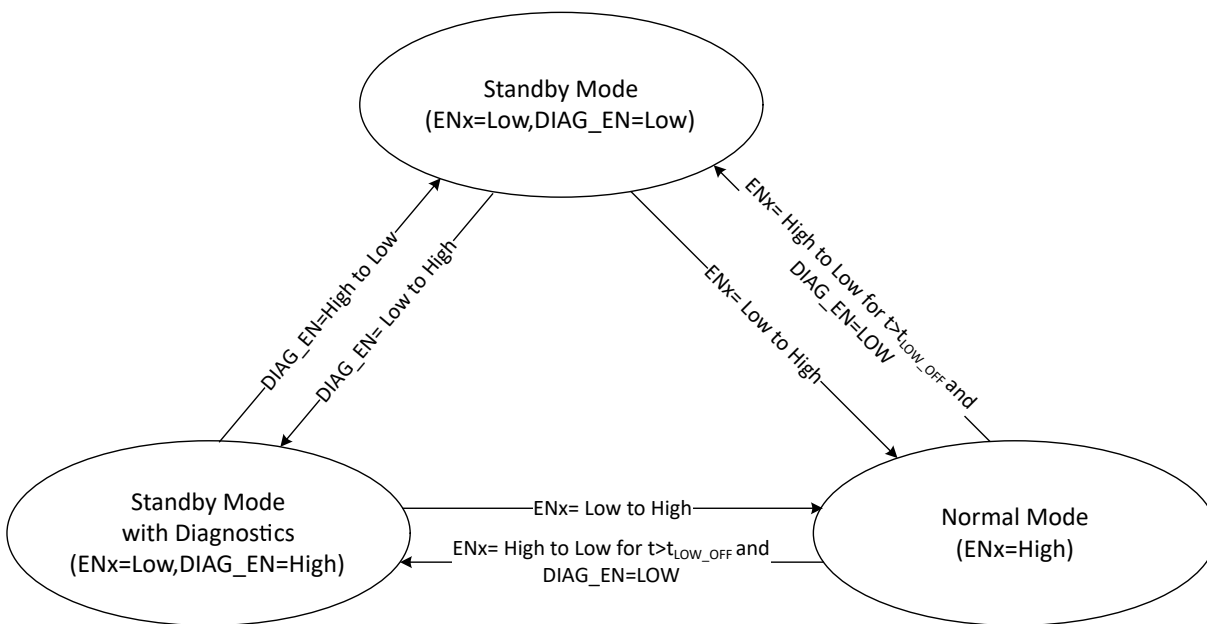 Standby Mode
(ENx=Low,DIAG_EN=Low)
DIAG_EN=High to Low
DIAG_EN= Low to High
ENx= Low to High
ENx= High to Low for t>tLOW_OFF and
DIAG_EN=LOW
Standby Mode
with Diagnostics
(ENx=Low,DIAG_EN=High)
ENx= Low to High
ENx= High to Low for t>tLOW_OFF and
DIAG_EN=LOW
Normal Mode
(ENx=High)